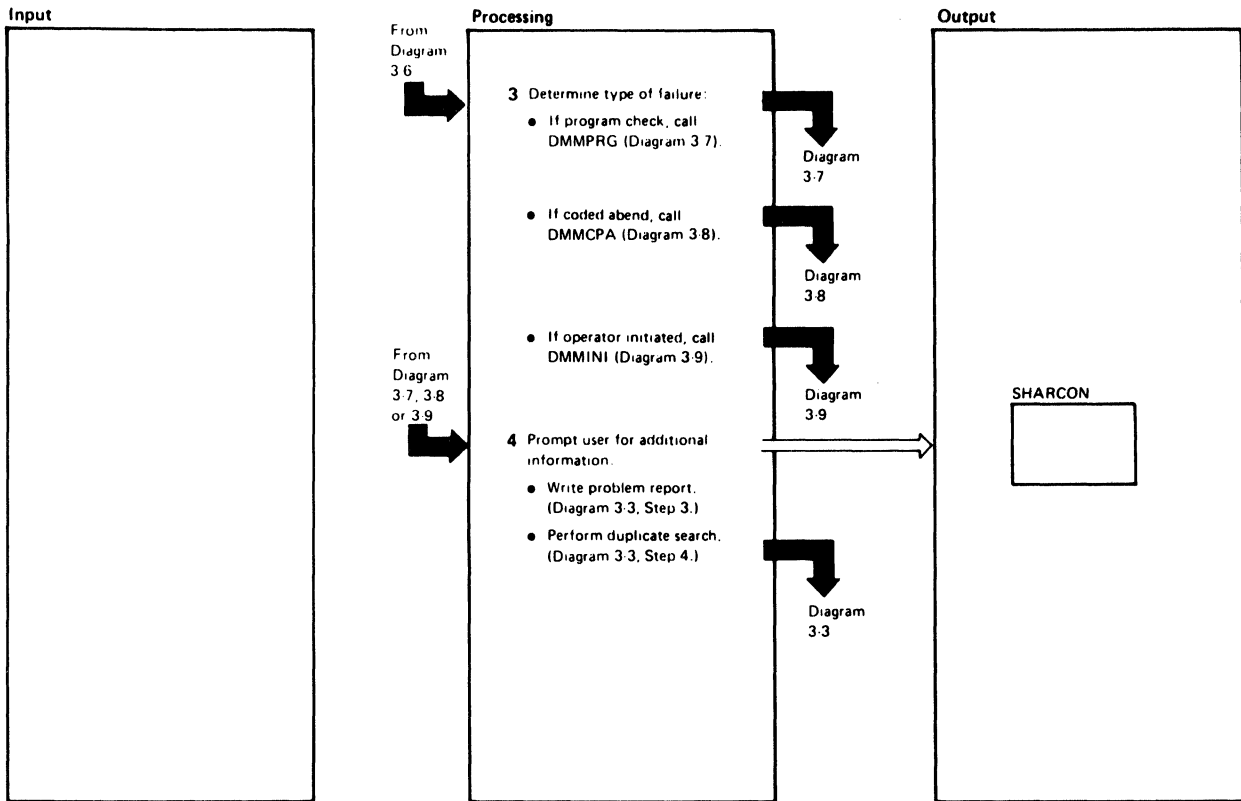 Input
Processing
Output
From
Diagram
3.6
3 Determine type of failure:
• If program check, call
DMMPRG (Diagram 3.7).
Diagram
3.7
• If coded abend, call
DMMCPA (Diagram 3.8).
Diagram
3.8
• If operator initiated, call
DMMINI (Diagram 3.9).
Diagram
3.9
From
Diagram
3.7, 3.8
or 3.9
SHARCON
4 Prompt user for additional
information.
• Write problem report.
(Diagram 3.3, Step 3.)
• Perform duplicate search.
(Diagram 3.3, Step 4.)
Diagram
3.3